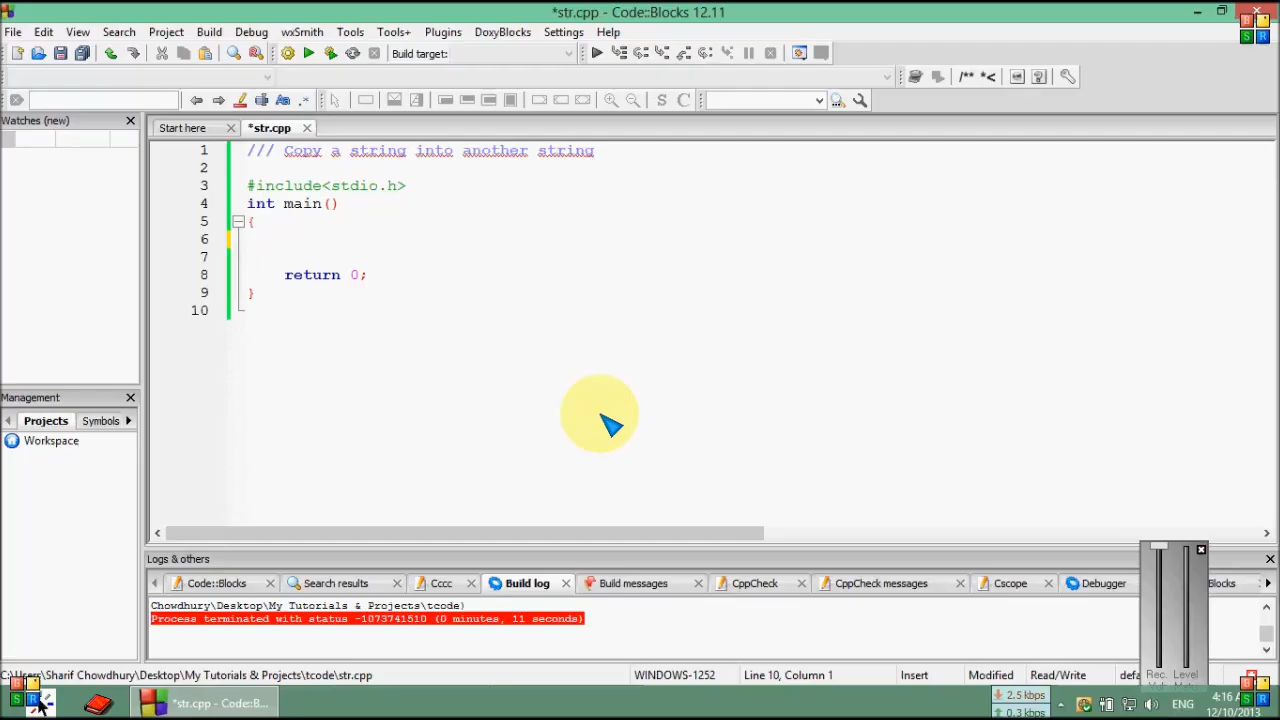 *str.cpp - Code::Blocks 12.11
File Edit View Search Project Build Debug wxSmith Tools Tools+ Plugins DoxyBlocks Settings Help
Build target:
/** *<
Aa .* S C
Watches (new)
Start here *str.cpp
1 /// Copy a string into another string
2
3 #include<stdio.h>
4 int main()
5 {
6
7
8 return 0;
9 }
10
Management
Projects Symbols
Workspace
Logs & others
Code::Blocks Search results Cccc Build log Build messages CppCheck CppCheck messages Cscope Debugger Blocks
Chowdhury\Desktop\My Tutorials & Projects\tcode)
Process terminated with status -1073741510 (0 minutes, 11 seconds)
Rec. Level
C:\Users\Sharif Chowdhury\Desktop\My Tutorials & Projects\tcode\str.cpp WINDOWS-1252 Line 10, Column 1 Insert Modified Read/Write
*str.cpp - Code::B...
2.5 kbps
0.3 kbps
ENG
4:16 AM
12/10/2013
B S R